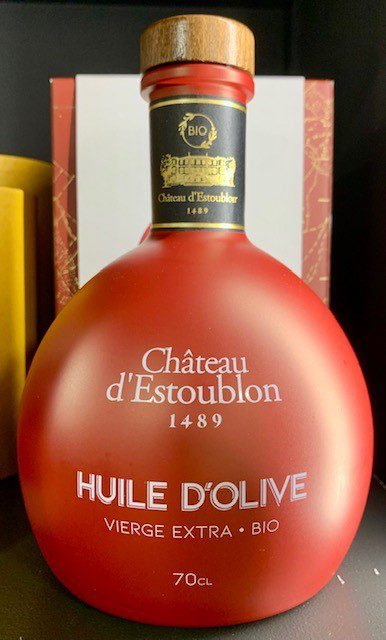 BIO
Château d'Estoublon
1489
Château
d'Estoublon
1489
HUILE D'OLIVE
VIERGE EXTRA • BIO
70CL